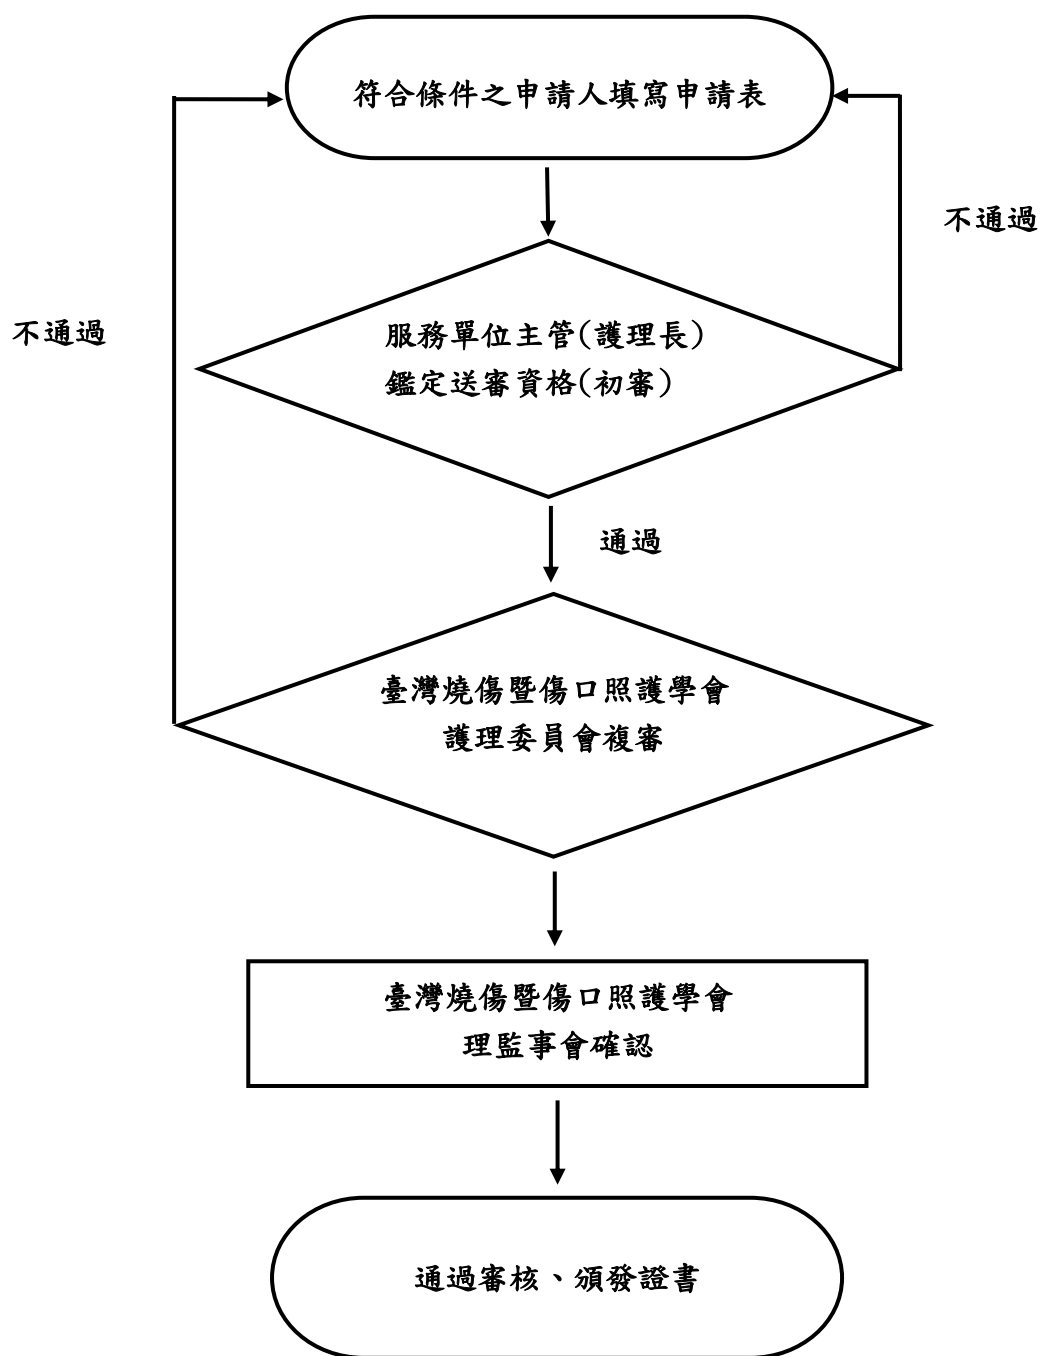 符合條件之申請人填寫申請表
不通過
不通過
服務單位主管(護理長)
鑑定送審資格(初審)
通過
臺灣燒傷暨傷口照護學會
護理委員會複審
臺灣燒傷暨傷口照護學會
理監事會確認
通過審核、頒發證書